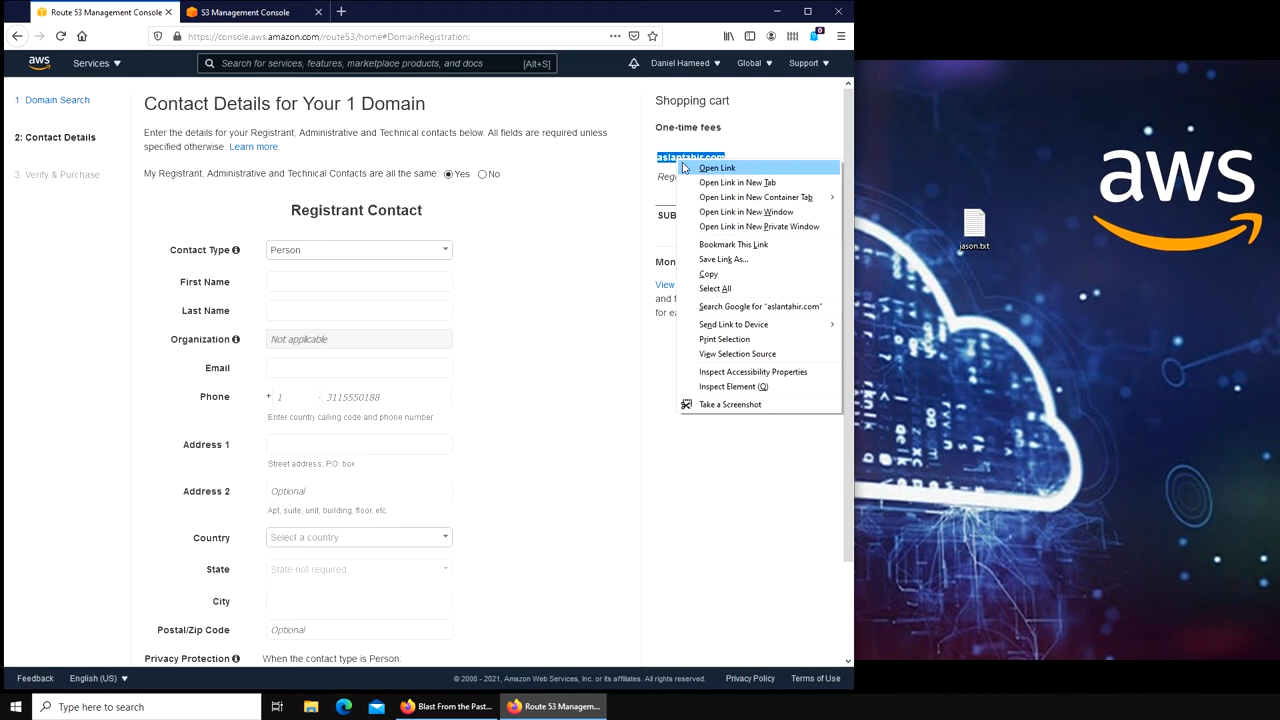 Route 53 Management Console
S3 Management Console
https://console.aws.amazon.com/route53/home#DomainRegistration:
0
aws
Services
Search for services, features, marketplace products, and docs
[Alt+S]
Daniel Hameed
Global
Support
1: Domain Search
2: Contact Details
3 Verify & Purchase
Contact Details for Your 1 Domain
Enter the details for your Registrant, Administrative and Technical contacts below. All fields are required unless
specified otherwise. Learn more.
My Registrant, Administrative and Technical Contacts are all the same: Yes No
Registrant Contact
Contact Type
Person
First Name
Last Name
Organization
Not applicable
Email
Phone
+ 1 . 3115550188
Enter country calling code and phone number
Address 1
Street address, P.O. box
Address 2
Optional
Apt, suite, unit, building, floor, etc.
Country
Select a country
State
State not required
City
Postal/Zip Code
Optional
Privacy Protection
When the contact type is Person:
Shopping cart
One-time fees
aslantahir.com
SUB
View
for ea
Open Link
Open Link in New Tab
Open Link in New Container Tab
Open Link in New Window
Open Link in New Private Window
Bookmark This Link
Save Link As...
Copy
Select All
Search Google for "aslantahir.com"
Send Link to Device
Print Selection
View Selection Source
Inspect Accessibility Properties
Inspect Element (Q)
Take a Screenshot
aws
jason.txt
Feedback
English (US)
© 2008 - 2021, Amazon Web Services, Inc. or its affiliates. All rights reserved.
Privacy Policy
Terms of Use
Type here to search
Blast From the Past...
Route 53 Managem...